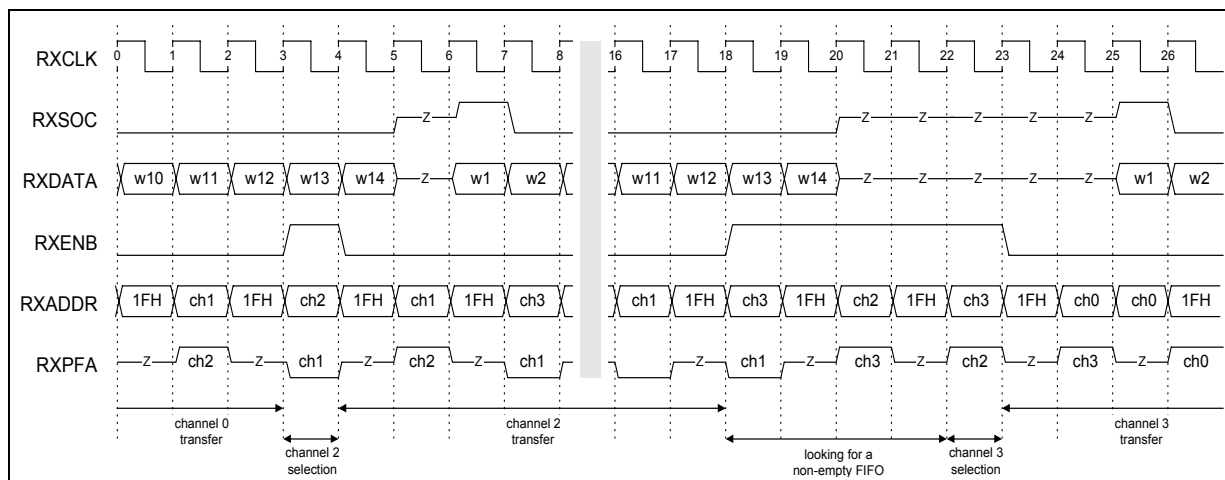 RXCLK 0 1 2 3 4 5 6 7 8 16 17 18 19 20 21 22 23 24 25 26
RXSOC Z Z Z Z Z Z
RXDATA w10 w11 w12 w13 w14 Z w1 w2 w11 w12 w13 w14 Z Z Z Z Z w1 w2
RXENB
RXADDR 1FH ch1 1FH ch2 1FH ch1 1FH ch3 ch1 1FH ch3 1FH ch2 1FH ch3 1FH ch0 ch0 1FH
RXPFA Z ch2 Z ch1 Z ch2 Z ch1 Z ch1 Z ch3 Z ch2 Z ch3 Z ch0
channel 0
transfer
channel 2
selection
channel 2
transfer
looking for a
non-empty FIFO
channel 3
selection
channel 3
transfer